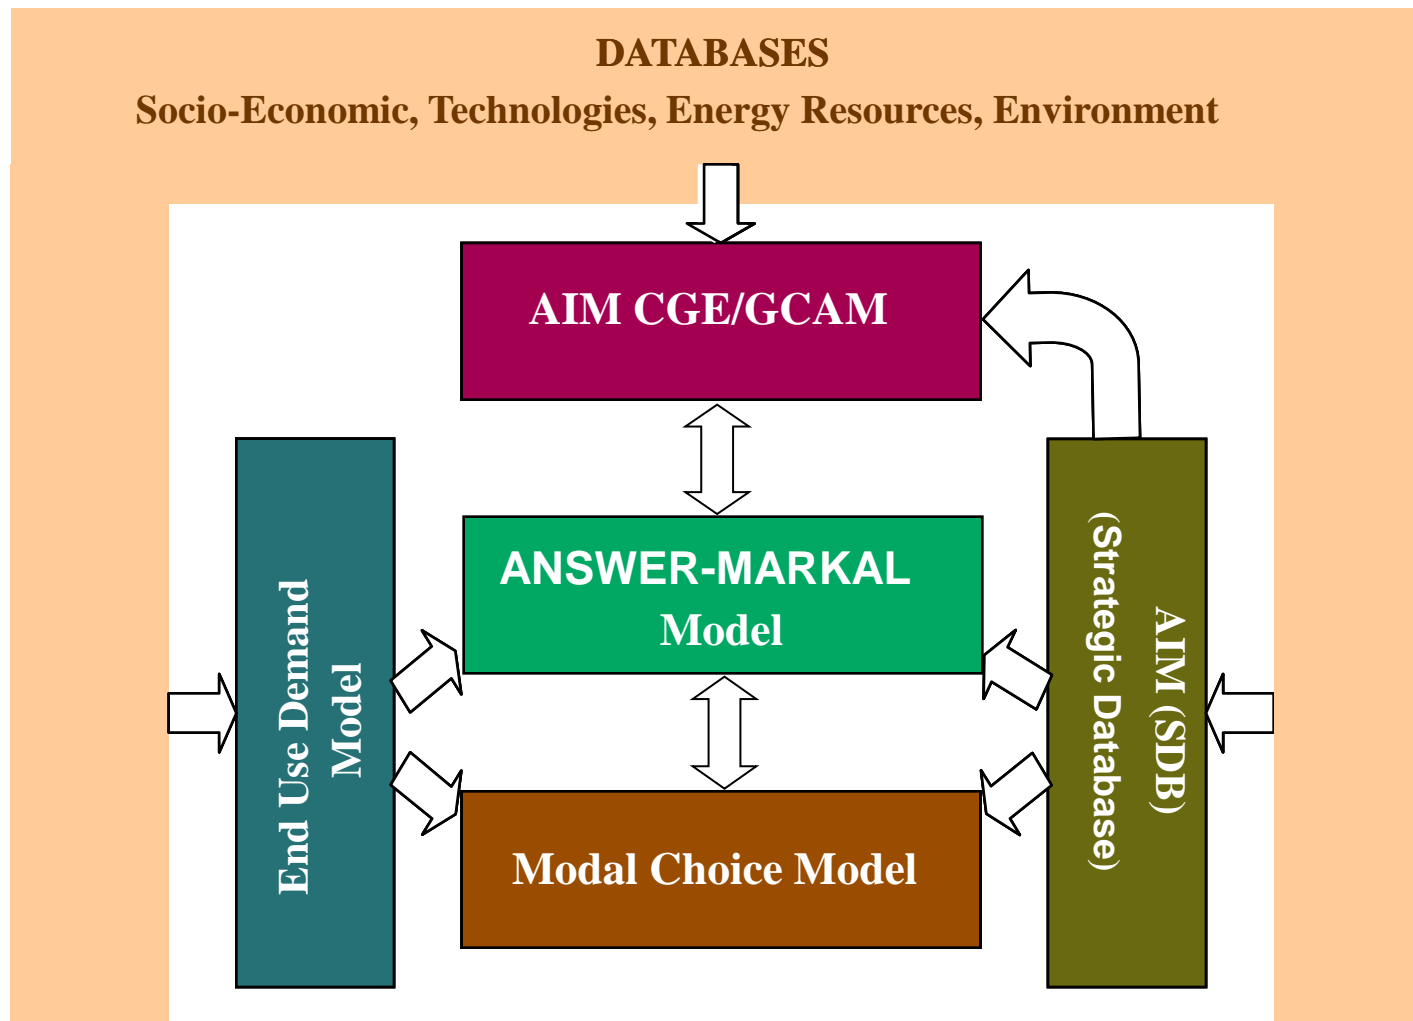 DATABASES
Socio-Economic, Technologies, Energy Resources, Environment
AIM CGE/GCAM
ANSWER-MARKAL
Model
End Use Demand
Model
AIM (SDB)
(Strategic Database)
Modal Choice Model